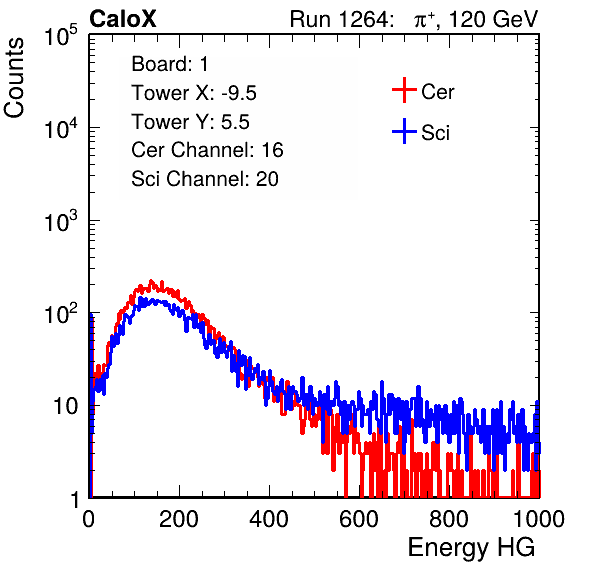 CaloX Run 1264: π⁺, 120 GeV
Counts
10⁵
10⁴
10³
10²
10
1
Board: 1
Tower X: -9.5
Tower Y: 5.5
Cer Channel: 16
Sci Channel: 20
Cer
Sci
0 200 400 600 800 1000
Energy HG